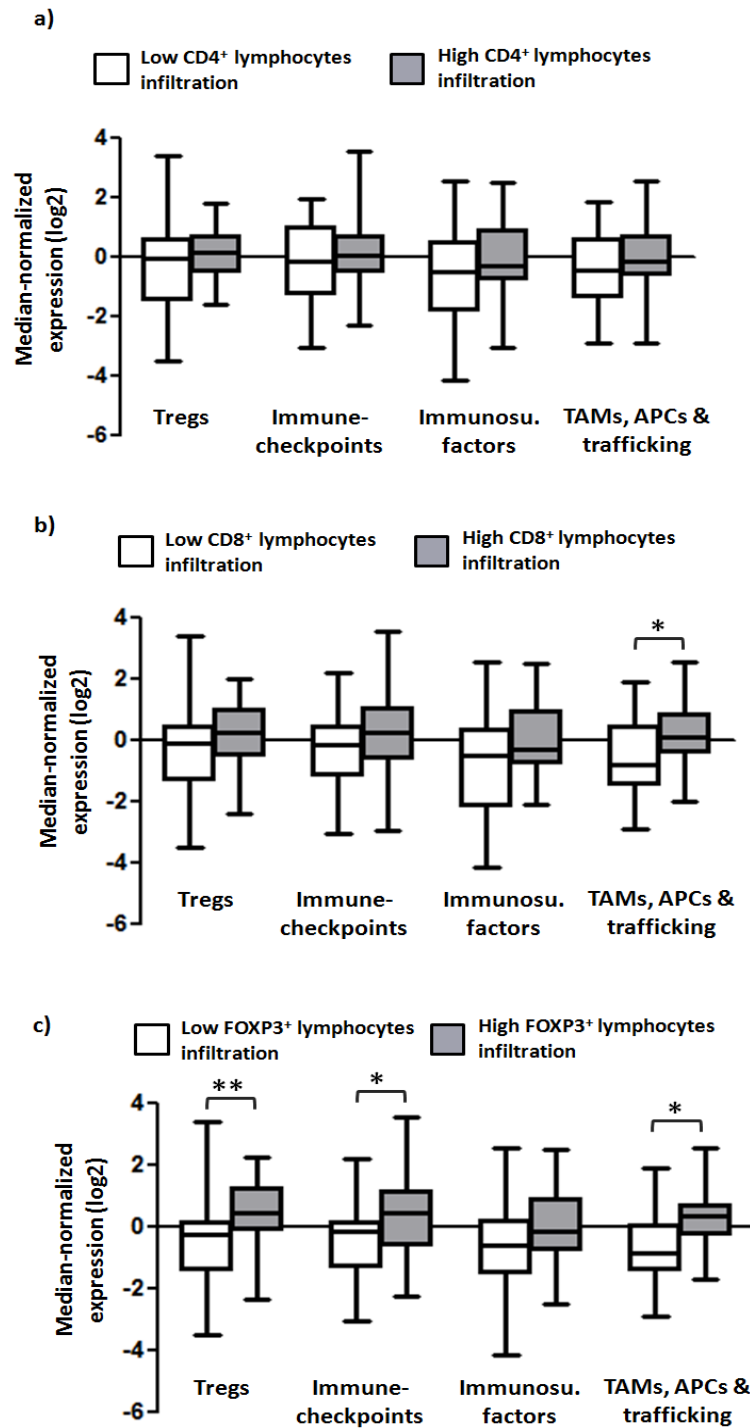 a)
Low CD4⁺ lymphocytes
infiltration
High CD4⁺ lymphocytes
infiltration
Median-normalized
expression (log2)
4
2
0
-2
-4
-6
Tregs
Immune-
checkpoints
Immunosu.
factors
TAMs, APCs &
trafficking
b)
Low CD8⁺ lymphocytes
infiltration
High CD8⁺ lymphocytes
infiltration
Median-normalized
expression (log2)
4
2
0
-2
-4
-6
*
Tregs
Immune-
checkpoints
Immunosu.
factors
TAMs, APCs &
trafficking
c)
Low FOXP3⁺ lymphocytes
infiltration
High FOXP3⁺ lymphocytes
infiltration
Median-normalized
expression (log2)
4
2
0
-2
-4
-6
**
*
*
Tregs
Immune-
checkpoints
Immunosu.
factors
TAMs, APCs &
trafficking